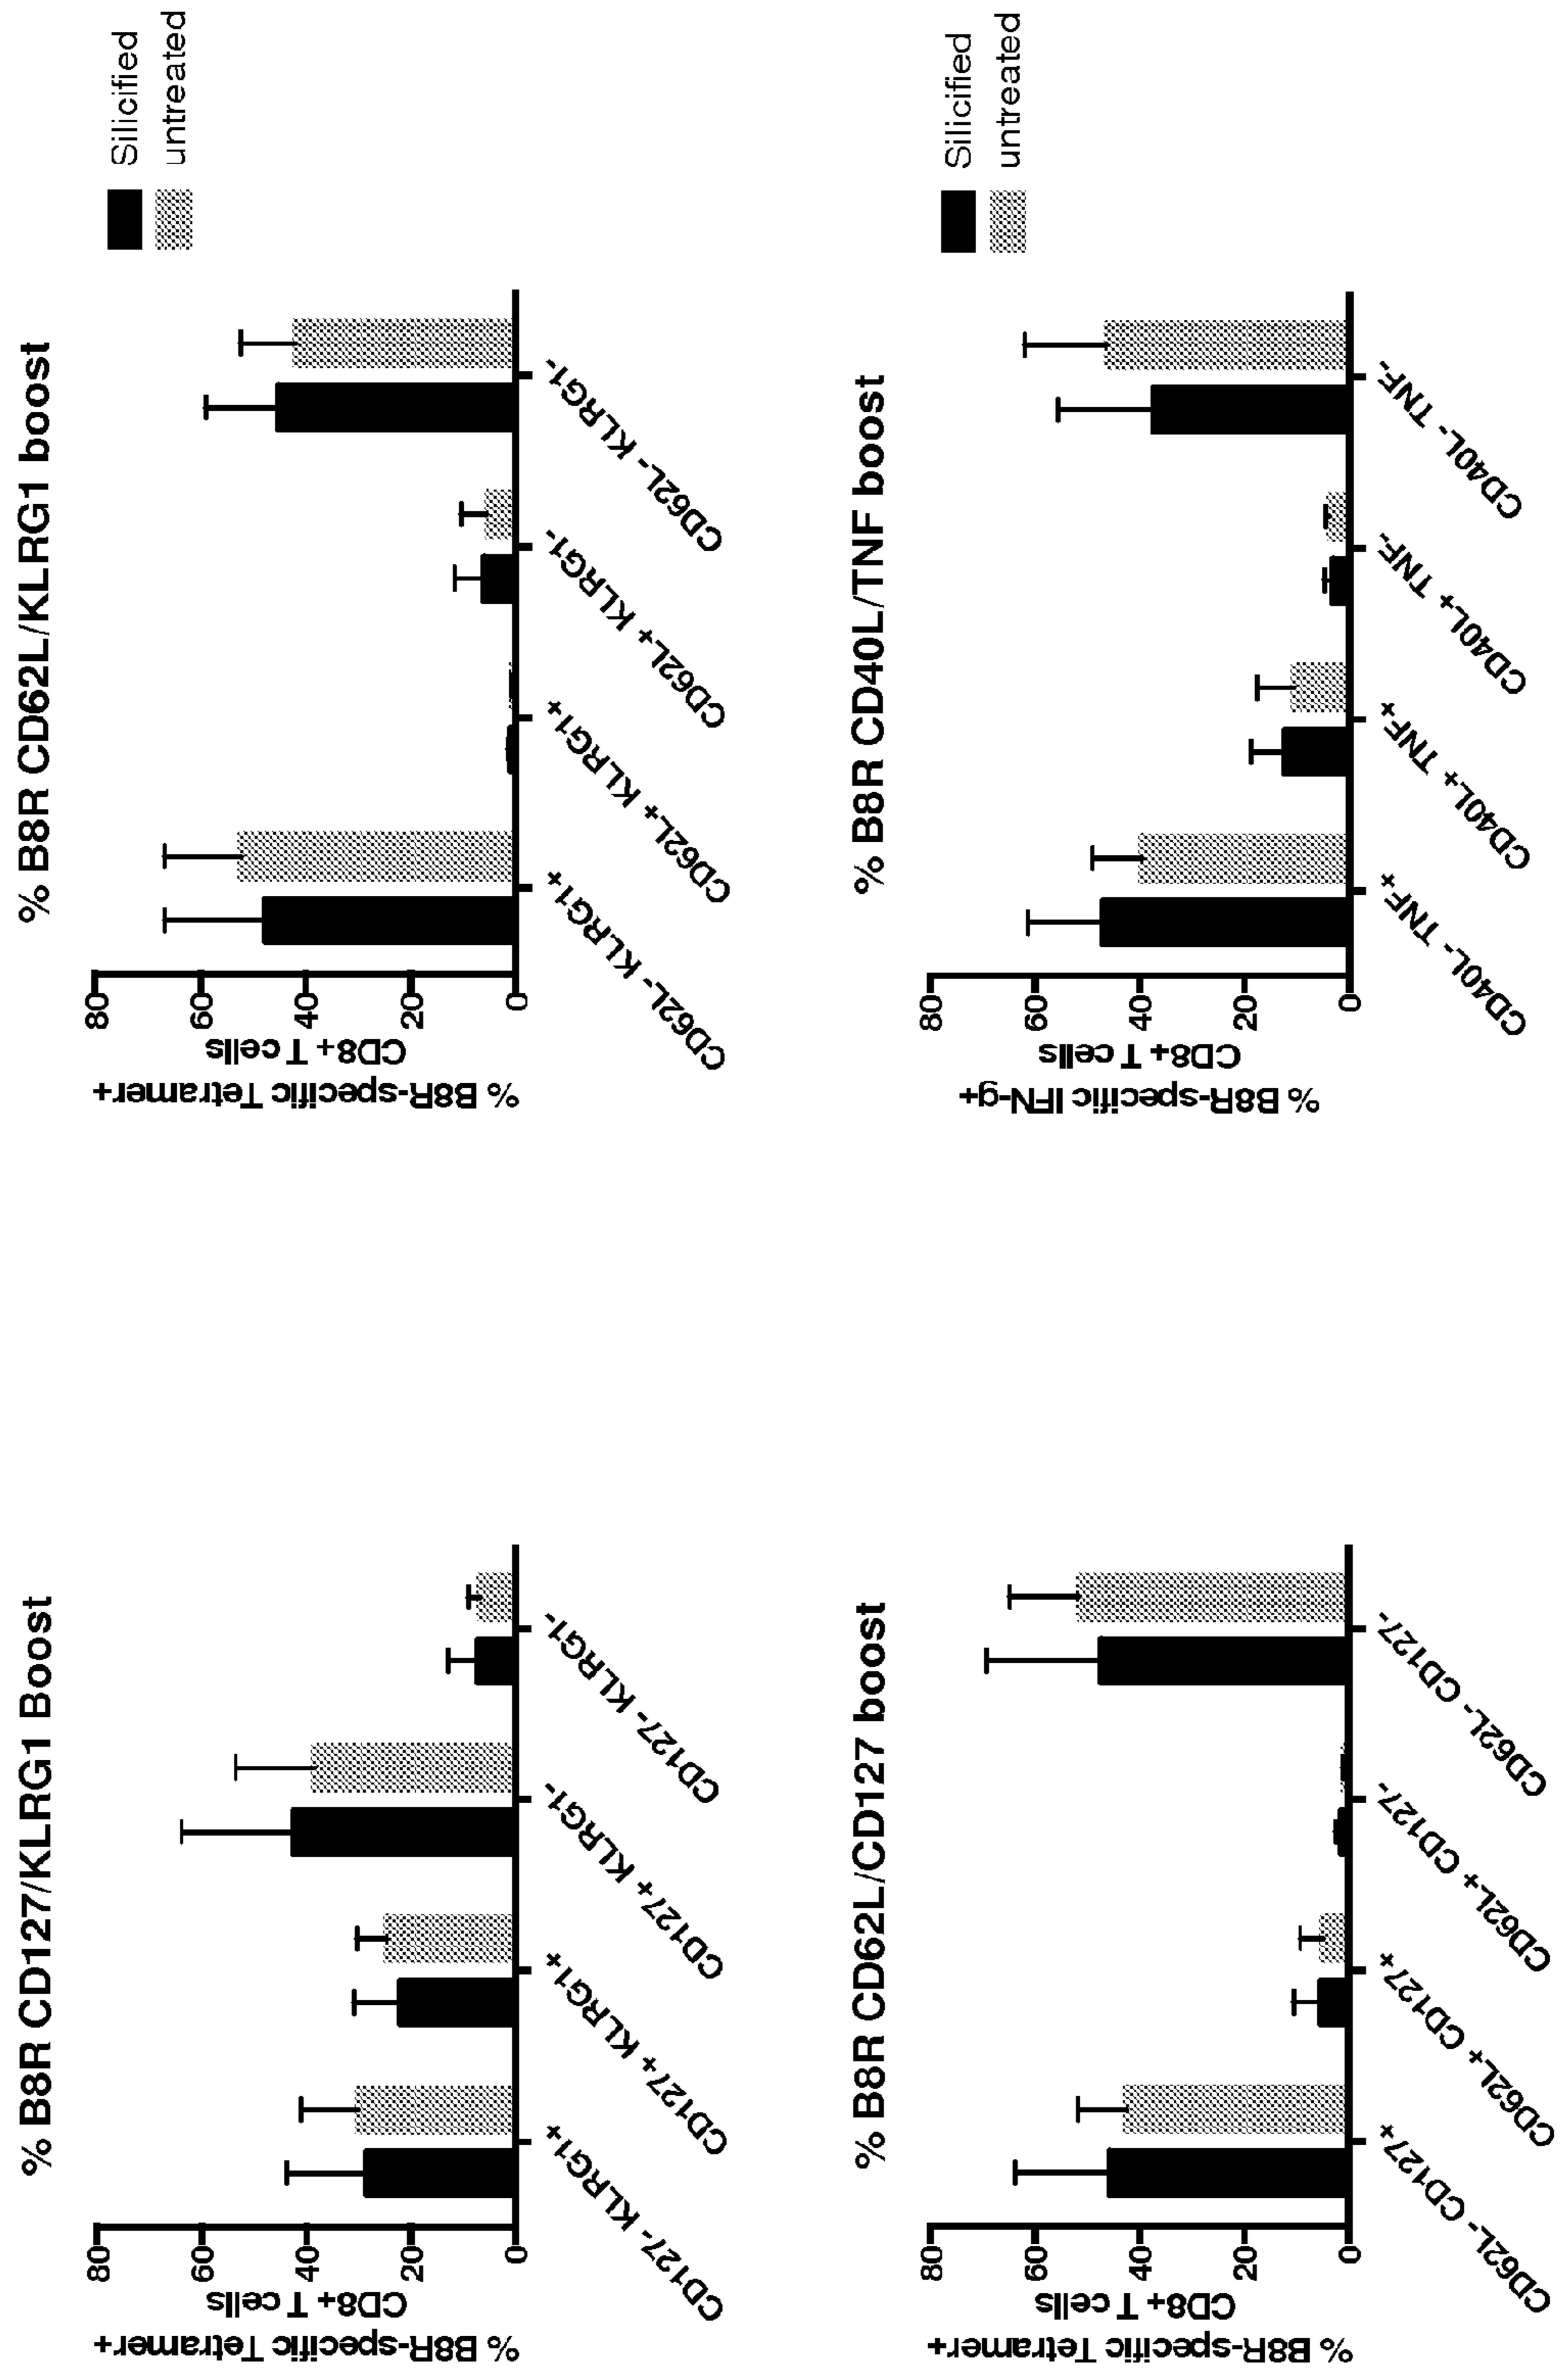 % B8R CD127/KLRG1 Boost
% B8R-specific Tetramer+
CD8+ T cells
80
60
40
20
0
CD127- KLRG1+
CD127+ KLRG1+
CD127+ KLRG1-
CD127- KLRG1-
% B8R CD62L/KLRG1 boost
% B8R-specific Tetramer+
CD8+ T cells
80
60
40
20
0
CD62L- KLRG1+
CD62L+ KLRG1+
CD62L+ KLRG1-
CD62L- KLRG1-
Silicified
untreated
% B8R CD62L/CD127 boost
% B8R-specific Tetramer+
CD8+ T cells
80
60
40
20
0
CD62L- CD127+
CD62L+ CD127+
CD62L+ CD127-
CD62L- CD127-
% B8R CD40L/TNF boost
% B8R-specific IFN-g+
CD8+ T cells
80
60
40
20
0
CD40L- TNF+
CD40L+ TNF+
CD40L+ TNF-
CD40L- TNF-
Silicified
untreated